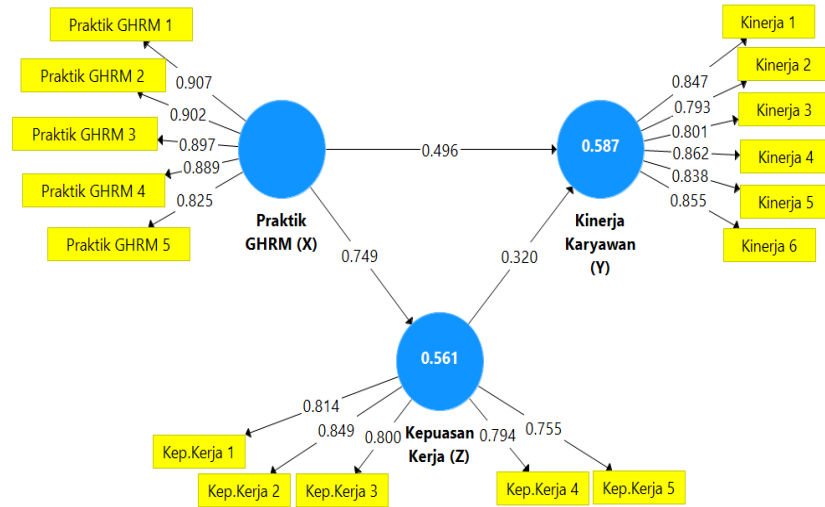 Praktik GHRM 1
Praktik GHRM 2
Praktik GHRM 3
Praktik GHRM 4
Praktik GHRM 5
0.907
0.902
0.897
0.889
0.825
Praktik
GHRM (X)
0.496
0.749
0.320
0.587
Kinerja
Karyawan
(Y)
0.847
0.793
0.801
0.862
0.838
0.855
Kinerja 1
Kinerja 2
Kinerja 3
Kinerja 4
Kinerja 5
Kinerja 6
0.561
Kepuasan
Kerja (Z)
0.814
0.849
0.800
0.794
0.755
Kep.Kerja 1
Kep.Kerja 2
Kep.Kerja 3
Kep.Kerja 4
Kep.Kerja 5